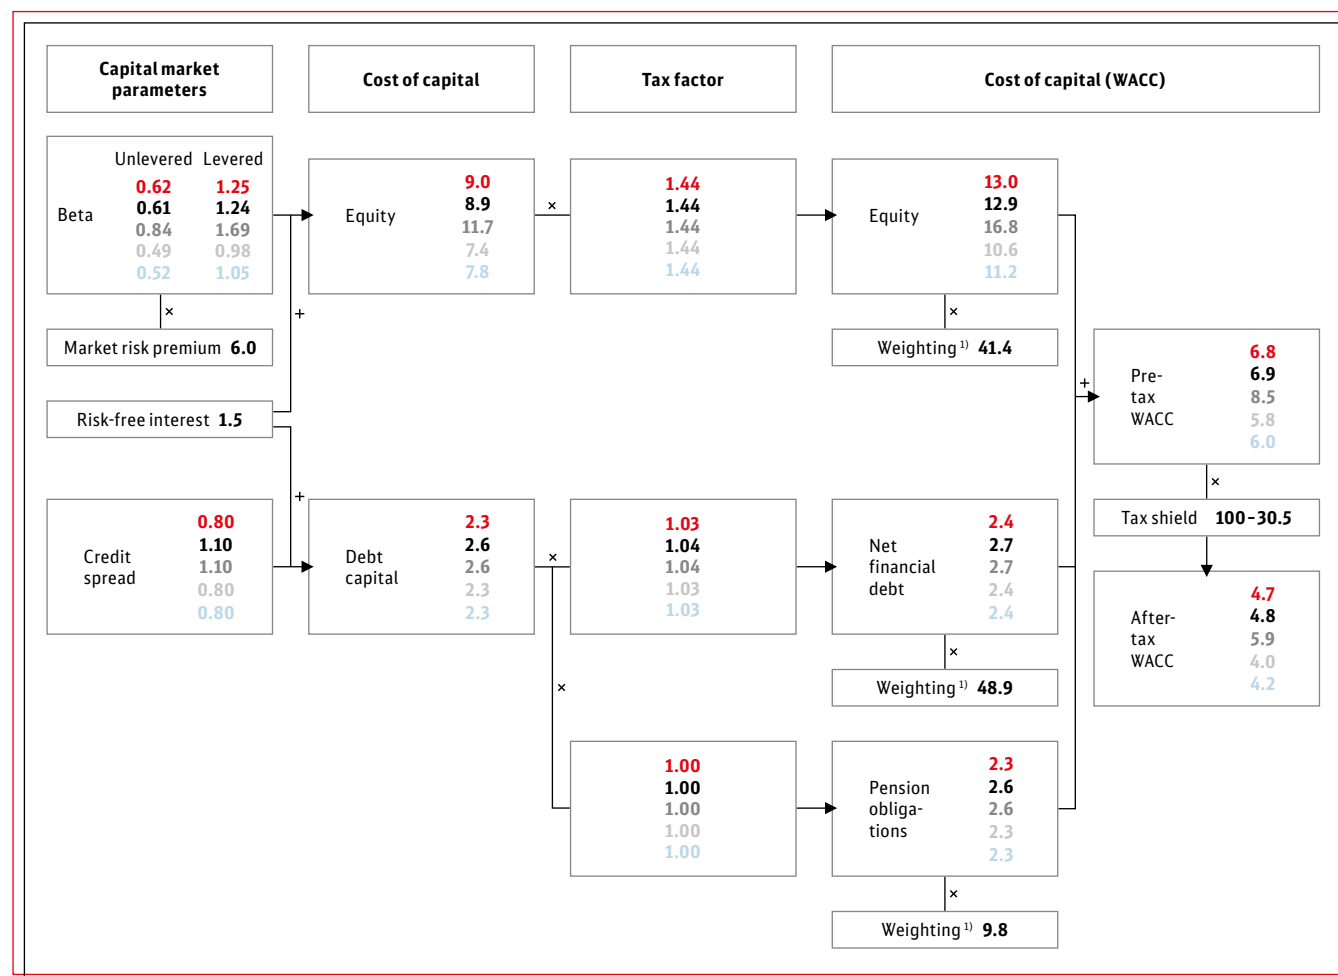 Capital market
parameters
Cost of capital
Tax factor
Cost of capital (WACC)
Unlevered Levered
Beta
0.62 1.25
0.61 1.24
0.84 1.69
0.49 0.98
0.52 1.05
×
Market risk premium 6.0
+
Risk-free interest 1.5
+
Equity
9.0
8.9
11.7
7.4
7.8
×
1.44
1.44
1.44
1.44
1.44
Equity
13.0
12.9
16.8
10.6
11.2
×
Weighting 1) 41.4
+
Pre-
tax
WACC
6.8
6.9
8.5
5.8
6.0
×
Tax shield 100–30.5
After-
tax
WACC
4.7
4.8
5.9
4.0
4.2
Credit
spread
0.80
1.10
1.10
0.80
0.80
Debt
capital
2.3
2.6
2.6
2.3
2.3
×
×
1.03
1.04
1.04
1.03
1.03
Net
financial
debt
2.4
2.7
2.7
2.4
2.4
×
Weighting 1) 48.9
1.00
1.00
1.00
1.00
1.00
Pension
obliga-
tions
2.3
2.6
2.6
2.3
2.3
×
Weighting 1) 9.8